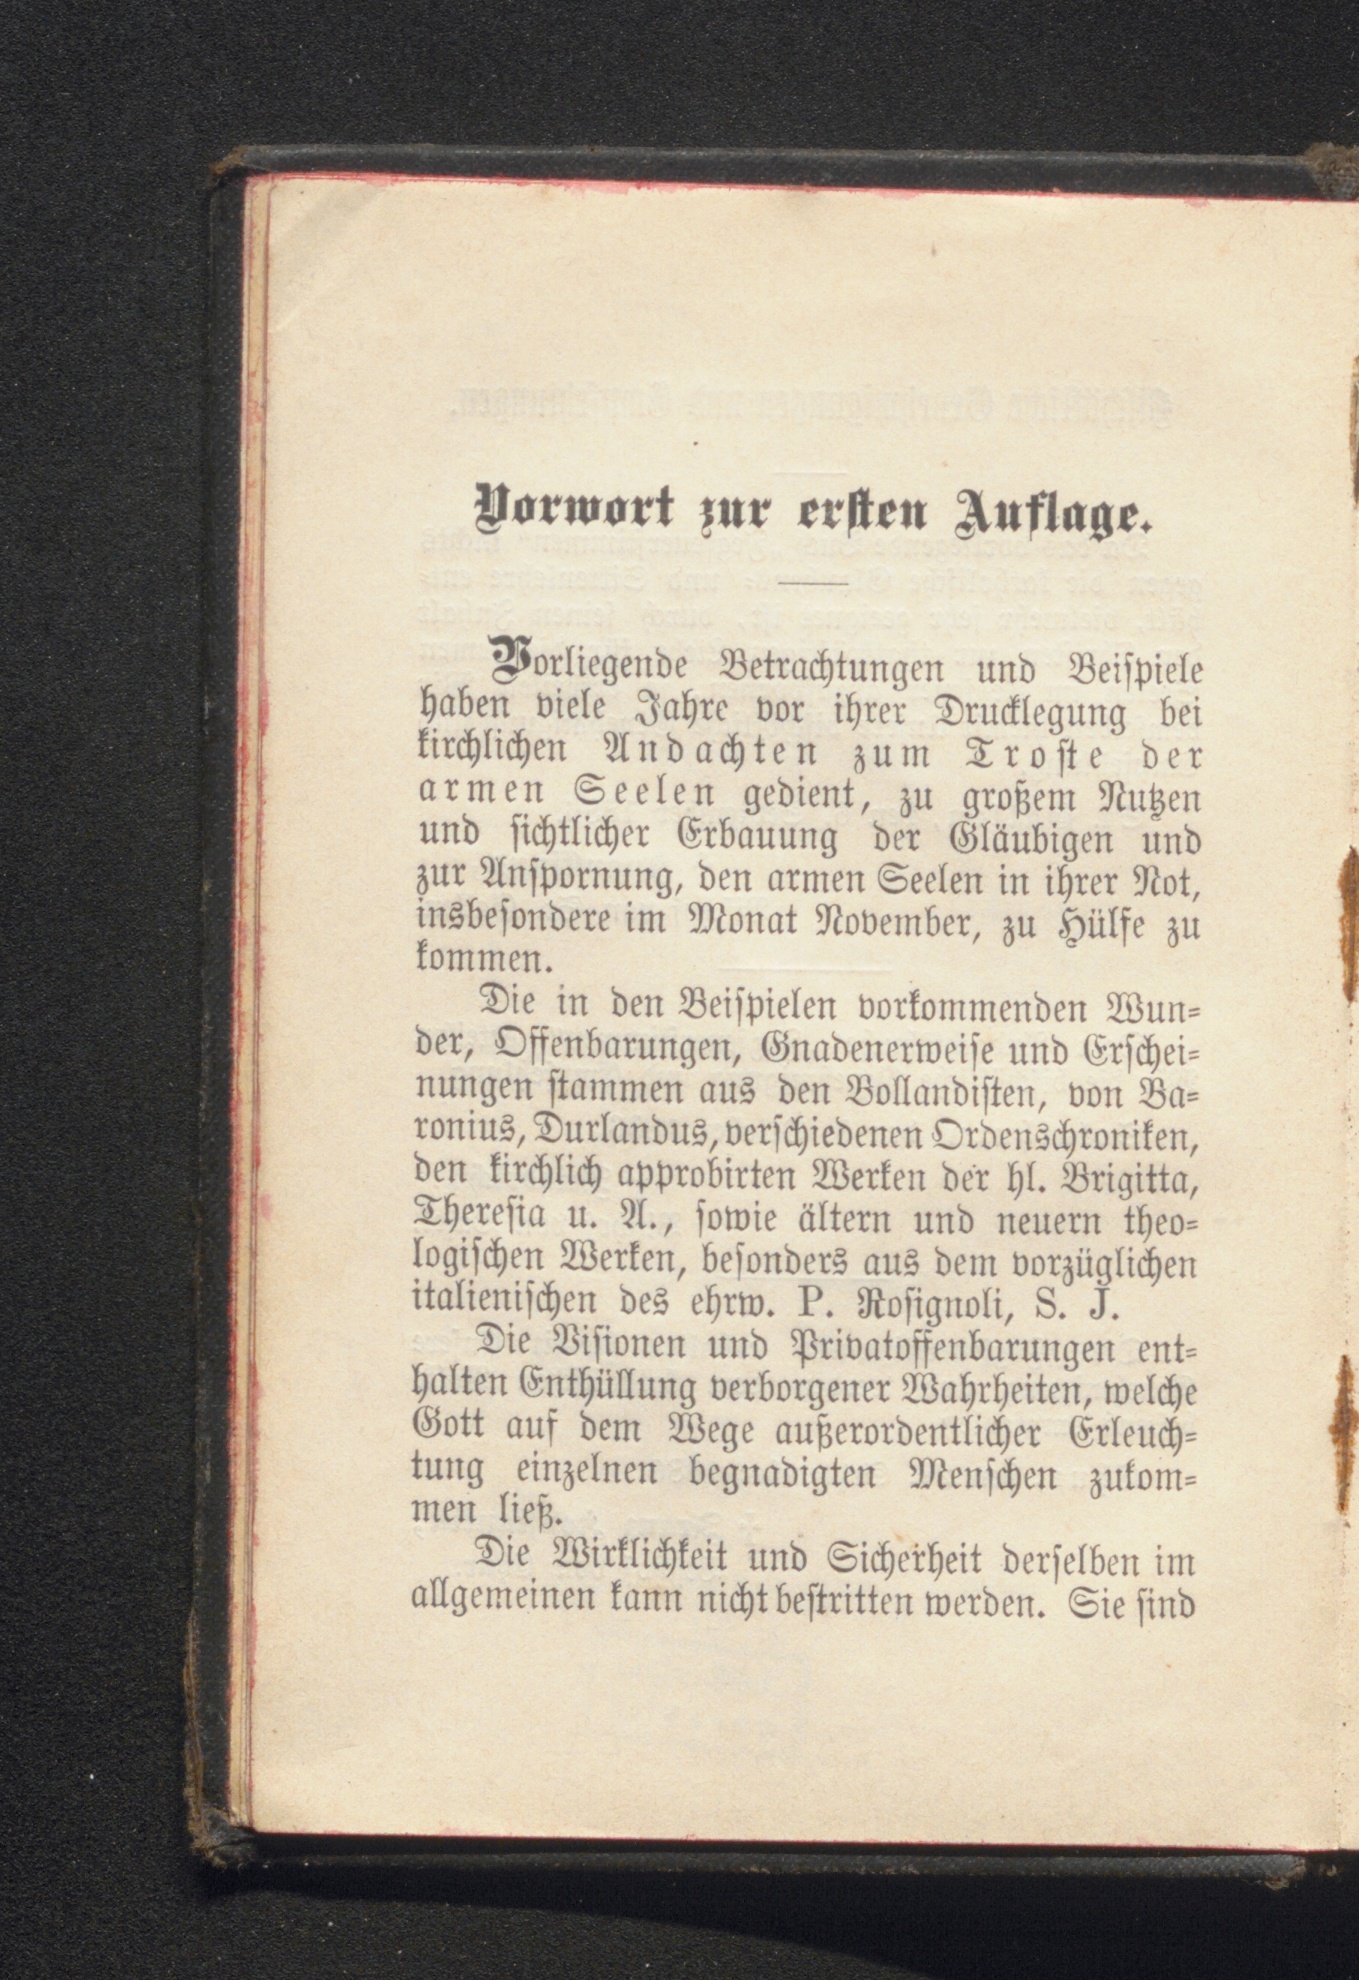 Vorwort zur ersten Auflage.
Vorliegende Betrachtungen und Beispiele
haben viele Jahre vor ihrer Drucklegung bei
kirchlichen Andachten zum Troste der
armen Seelen gedient, zu großem Nutzen
und sichtlicher Erbauung der Gläubigen und
zur Anspornung, den armen Seelen in ihrer Not,
insbesondere im Monat November, zu Hülfe zu
kommen.
Die in den Beispielen vorkommenden Wun-
der, Offenbarungen, Gnadenerweise und Erschei-
nungen stammen aus den Bollandisten, von Ba-
ronius, Durlandus, verschiedenen Ordenschroniken,
den kirchlich approbirten Werken der hl. Brigitta,
Theresia u. A., sowie ältern und neuern theo-
logischen Werken, besonders aus dem vorzüglichen
italienischen des ehrw. P. Rosignoli, S. J.
Die Visionen und Privatoffenbarungen ent-
halten Enthüllung verborgener Wahrheiten, welche
Gott auf dem Wege außerordentlicher Erleuch-
tung einzelnen begnadigten Menschen zukom-
men ließ.
Die Wirklichkeit und Sicherheit derselben im
allgemeinen kann nicht bestritten werden. Sie sind